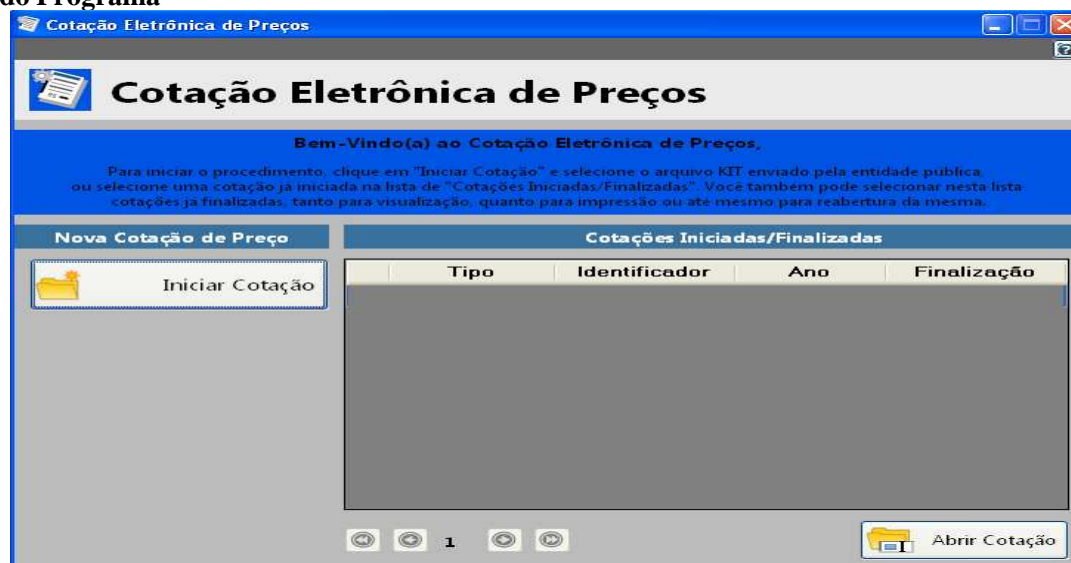 do Programa
Cotação Eletrônica de Preços
Cotação Eletrônica de Preços
Bem-Vindo(a) ao Cotação Eletrônica de Preços,
Para iniciar o procedimento, clique em "Iniciar Cotação" e selecione o arquivo KIT enviado pela entidade publica,
ou selecione uma cotação já iniciada na lista de "Cotações Iniciadas/Finalizadas". Você também pode selecionar nesta lista
cotações já finalizadas, tanto para visualização, quanto para impressão ou até mesmo para reabertura da mesma.
Nova Cotação de Preço
Cotações Iniciadas/Finalizadas
Iniciar Cotação
Tipo Identificador Ano Finalização
1
Abrir Cotação